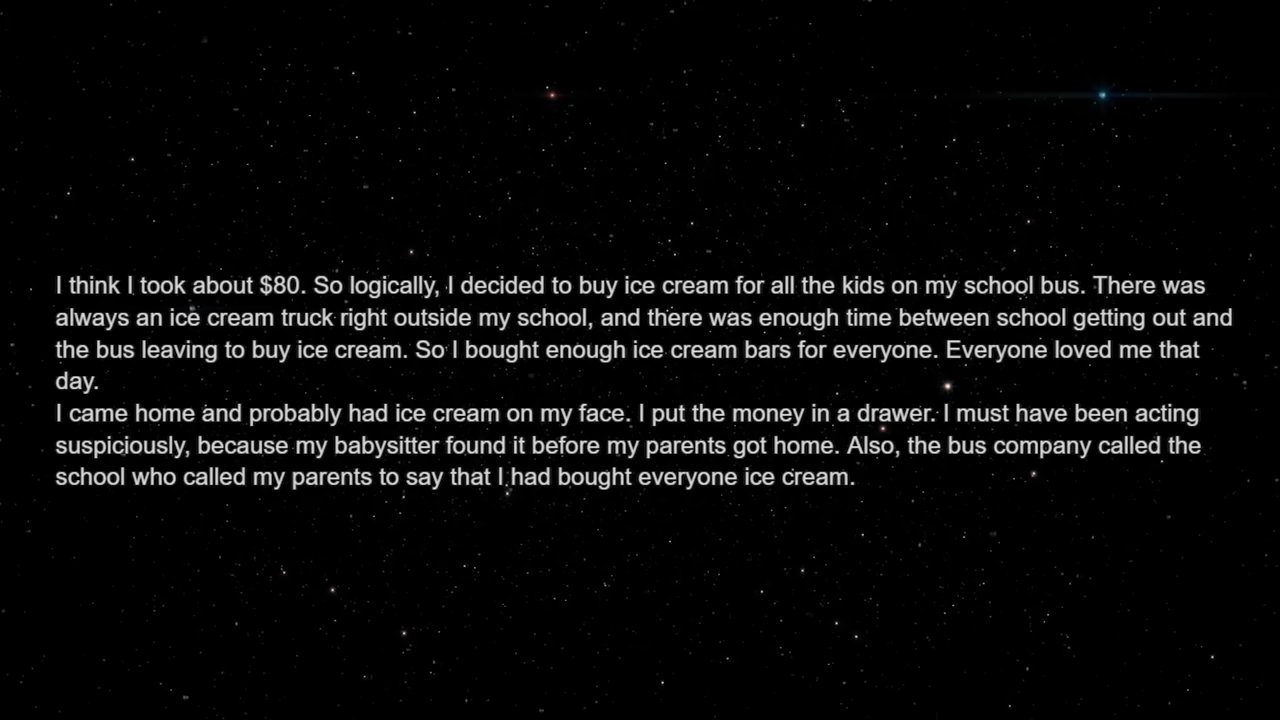 I think I took about $80. So logically, I decided to buy ice cream for all the kids on my school bus. There was
always an ice cream truck right outside my school, and there was enough time between school getting out and
the bus leaving to buy ice cream. So I bought enough ice cream bars for everyone. Everyone loved me that
day.
I came home and probably had ice cream on my face. I put the money in a drawer. I must have been acting
suspiciously, because my babysitter found it before my parents got home. Also, the bus company called the
school who called my parents to say that I had bought everyone ice cream.